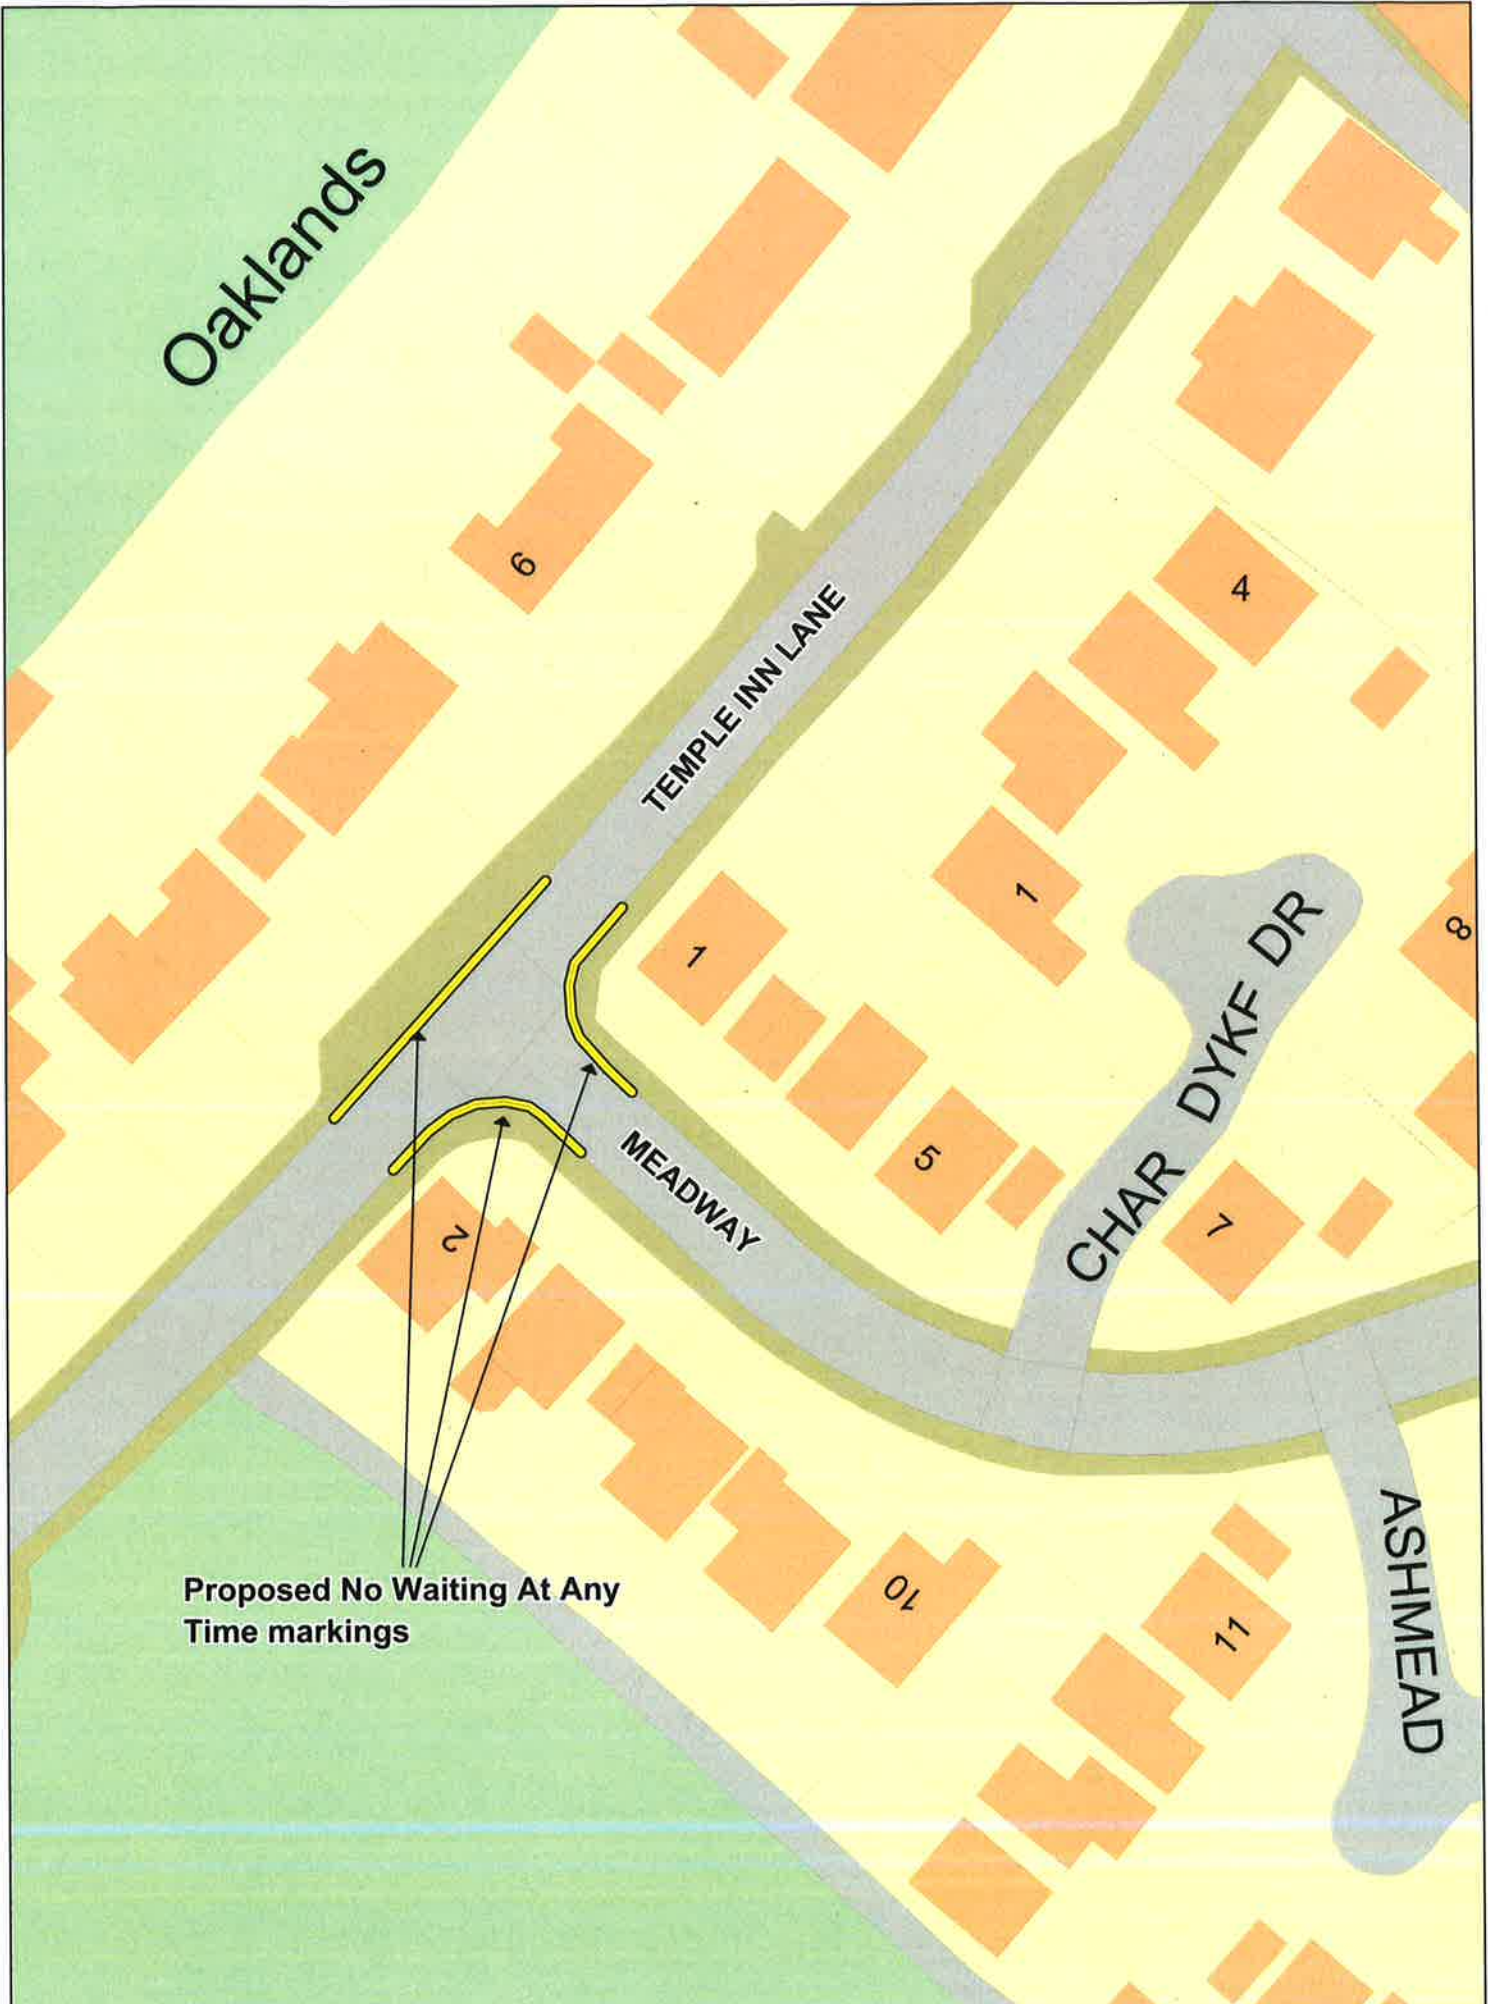 Oaklands
6
4
TEMPLE INN LANE
1
1
8
CHAR DYKE DR
5
MEADWAY
7
2
ASHMEAD
Proposed No Waiting At Any
Time markings
10
11